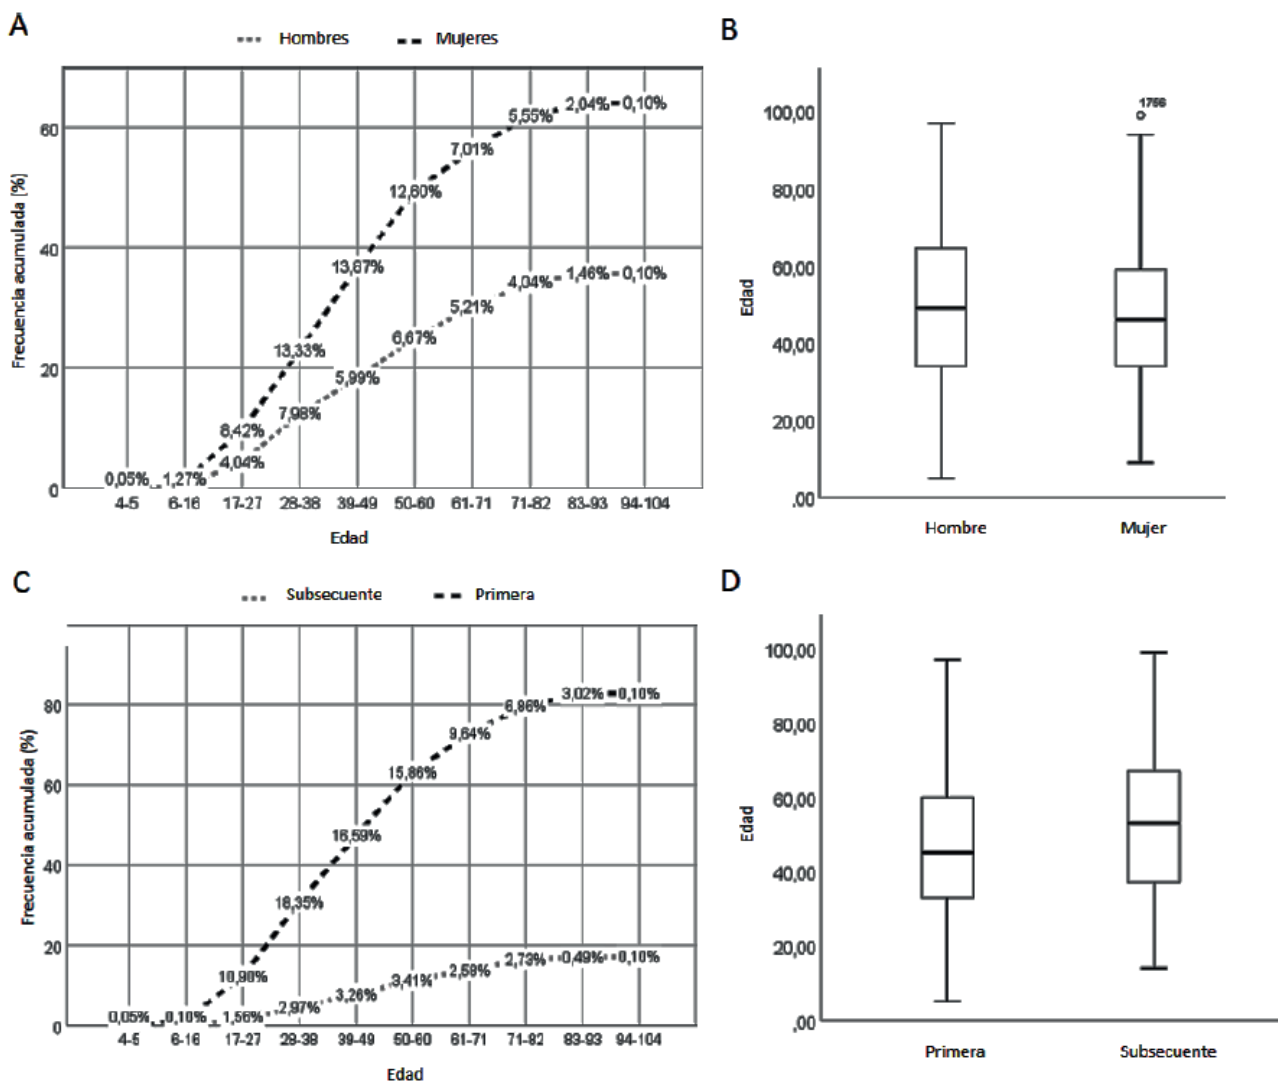 A
Hombres Mujeres
Frecuencia acumulada (%)
60
40
20
0
0,05% 1,27% 8,42% 13,33% 13,67% 12,60% 7,01% 5,55% 2,04% 0,10%
4,04% 7,98% 5,99% 6,67% 5,21% 4,04% 1,46% 0,10%
4-5 6-16 17-27 28-38 39-49 50-60 61-71 71-82 83-93 94-104
Edad
B
Edad
100,00
80,00
60,00
40,00
20,00
,00
1756
Hombre Mujer
C
Subsecuente Primera
Frecuencia acumulada (%)
80
60
40
20
0
10,90% 18,35% 16,59% 15,86% 9,64% 6,86% 3,02% 0,10%
0,05% 0,10% 1,56% 2,97% 3,26% 3,41% 2,58% 2,73% 0,49% 0,10%
4-5 6-16 17-27 28-38 39-49 50-60 61-71 71-82 83-93 94-104
Edad
D
Edad
100,00
80,00
60,00
40,00
20,00
,00
Primera Subsecuente